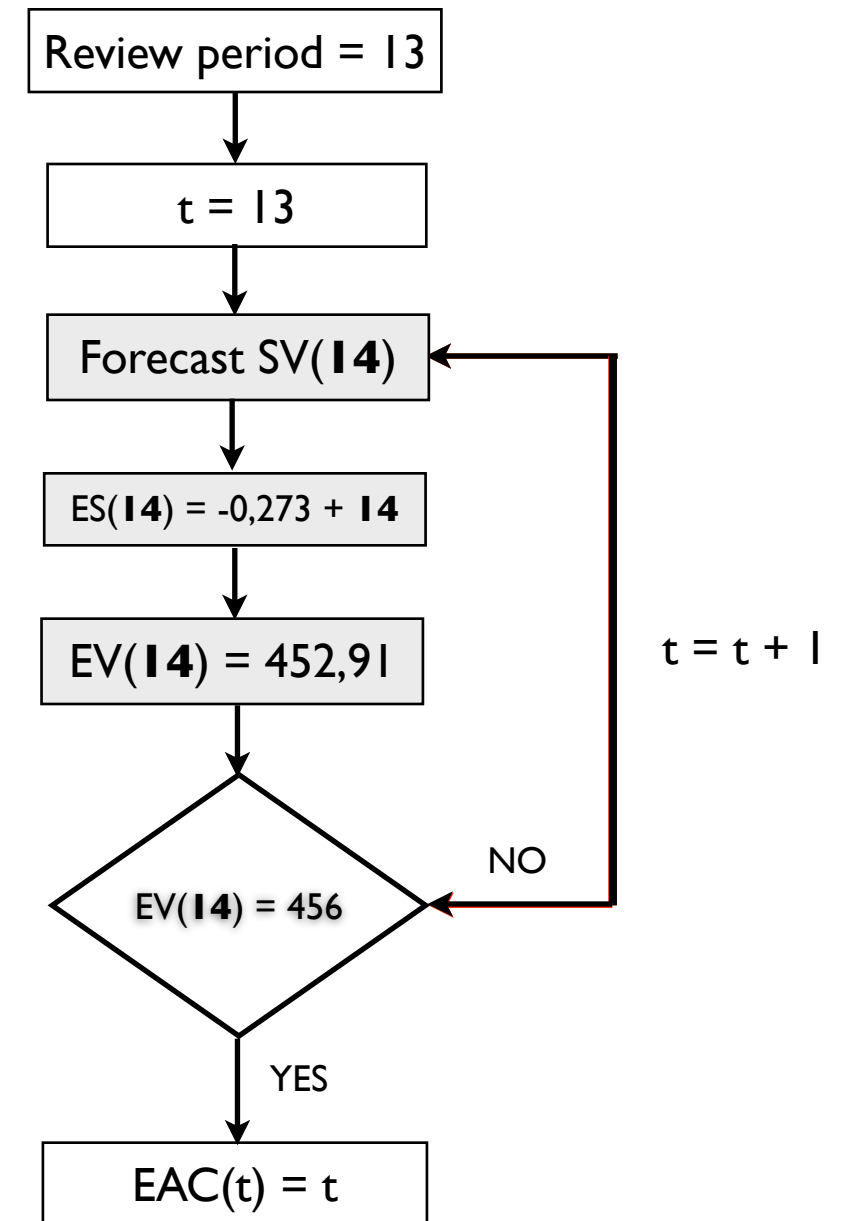 Review period = 13
t = 13
Forecast SV(14)
ES(14) = -0,273 + 14
EV(14) = 452,91
t = t + 1
NO
EV(14) = 456
YES
EAC(t) = t